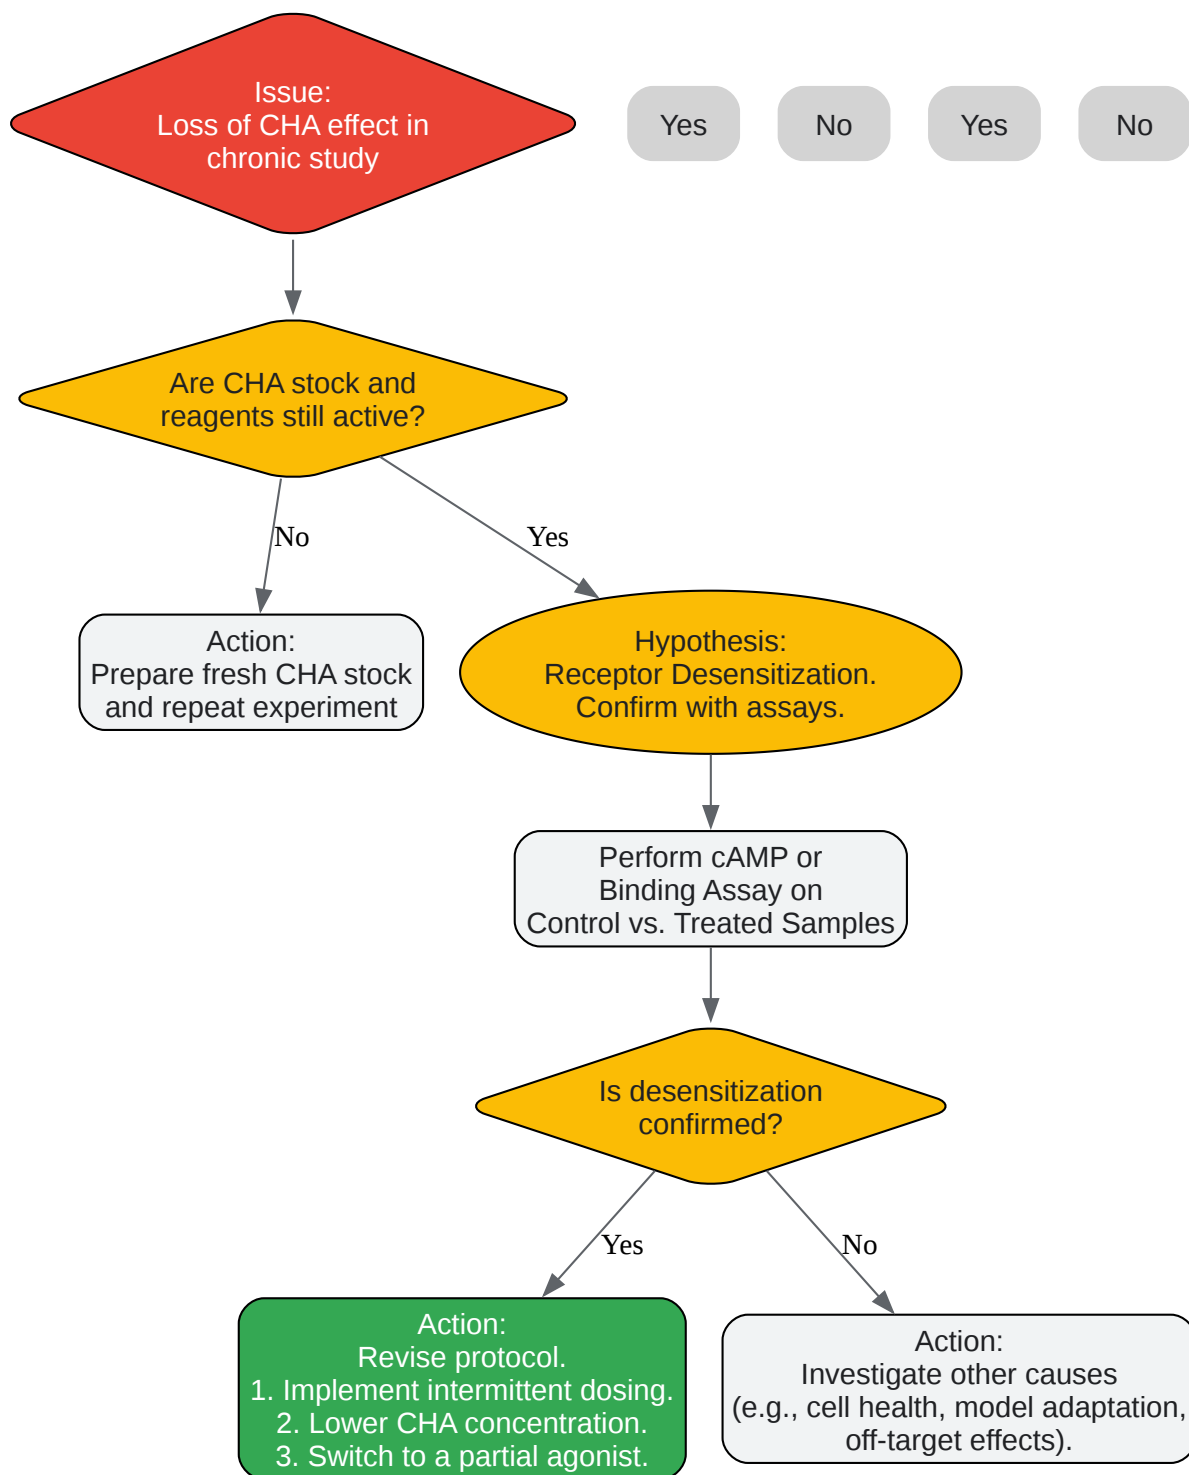 Issue:
Loss of CHA effect in
chronic study
Yes
No
Yes
No
Are CHA stock and
reagents still active?
No
Yes
Action:
Prepare fresh CHA stock
and repeat experiment
Hypothesis:
Receptor Desensitization.
Confirm with assays.
Perform cAMP or
Binding Assay on
Control vs. Treated Samples
Is desensitization
confirmed?
Yes
No
Action:
Revise protocol.
1. Implement intermittent dosing.
2. Lower CHA concentration.
3. Switch to a partial agonist.
Action:
Investigate other causes
(e.g., cell health, model adaptation,
off-target effects).